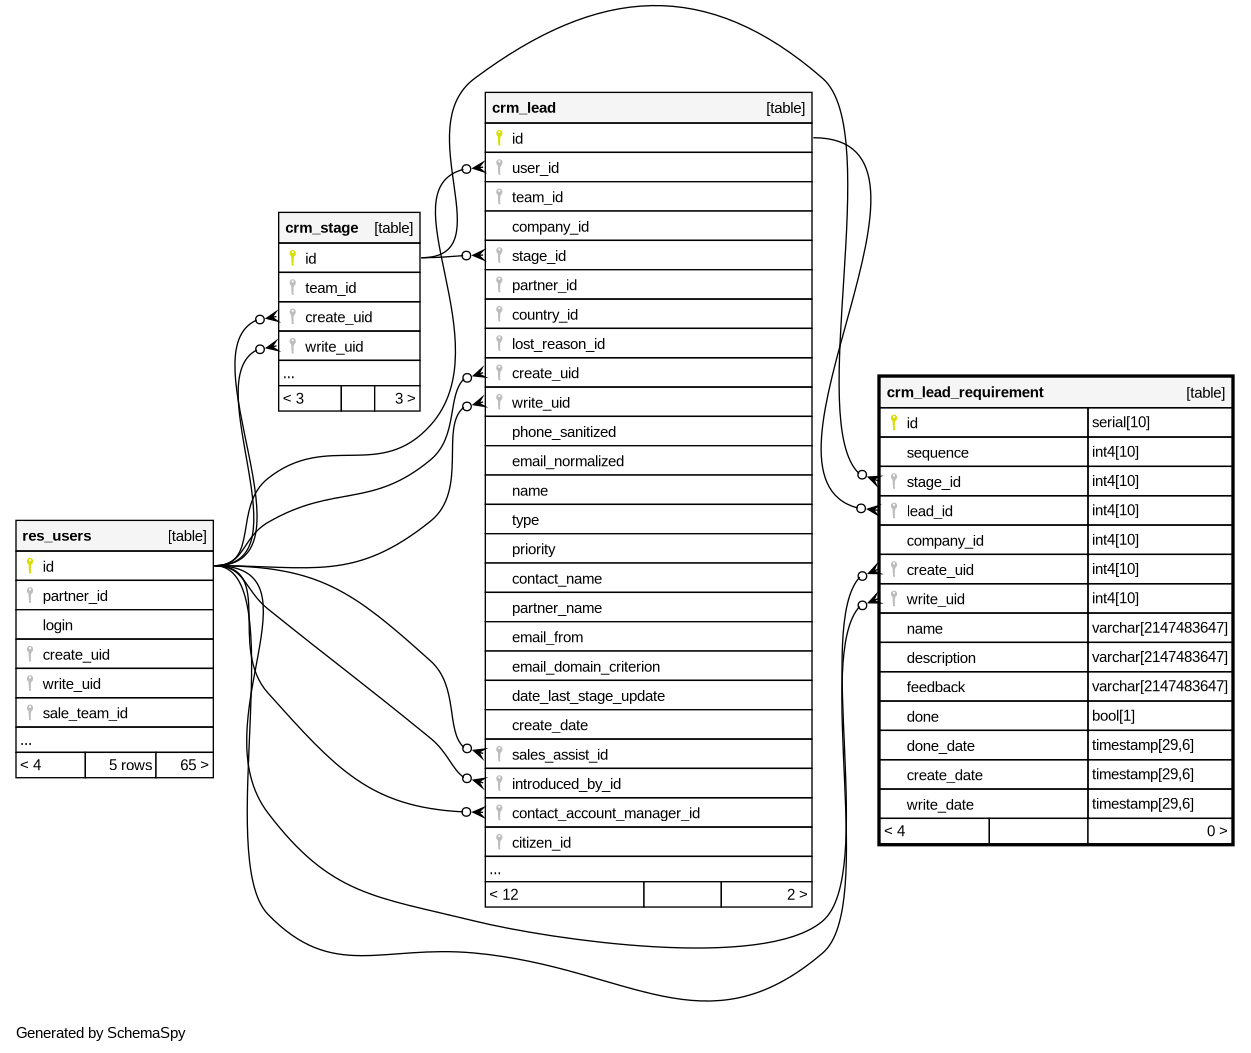 crm_lead [table]
id
user_id
team_id
company_id
stage_id
partner_id
country_id
lost_reason_id
create_uid
write_uid
phone_sanitized
email_normalized
name
type
priority
contact_name
partner_name
email_from
email_domain_criterion
date_last_stage_update
create_date
sales_assist_id
introduced_by_id
contact_account_manager_id
citizen_id
...
< 12 2 >
crm_stage [table]
id
team_id
create_uid
write_uid
...
< 3 3 >
crm_lead_requirement [table]
id serial[10]
sequence int4[10]
stage_id int4[10]
lead_id int4[10]
company_id int4[10]
create_uid int4[10]
write_uid int4[10]
name varchar[2147483647]
description varchar[2147483647]
feedback varchar[2147483647]
done bool[1]
done_date timestamp[29,6]
create_date timestamp[29,6]
write_date timestamp[29,6]
< 4 0 >
res_users [table]
id
partner_id
login
create_uid
write_uid
sale_team_id
...
< 4 5 rows 65 >
Generated by SchemaSpy